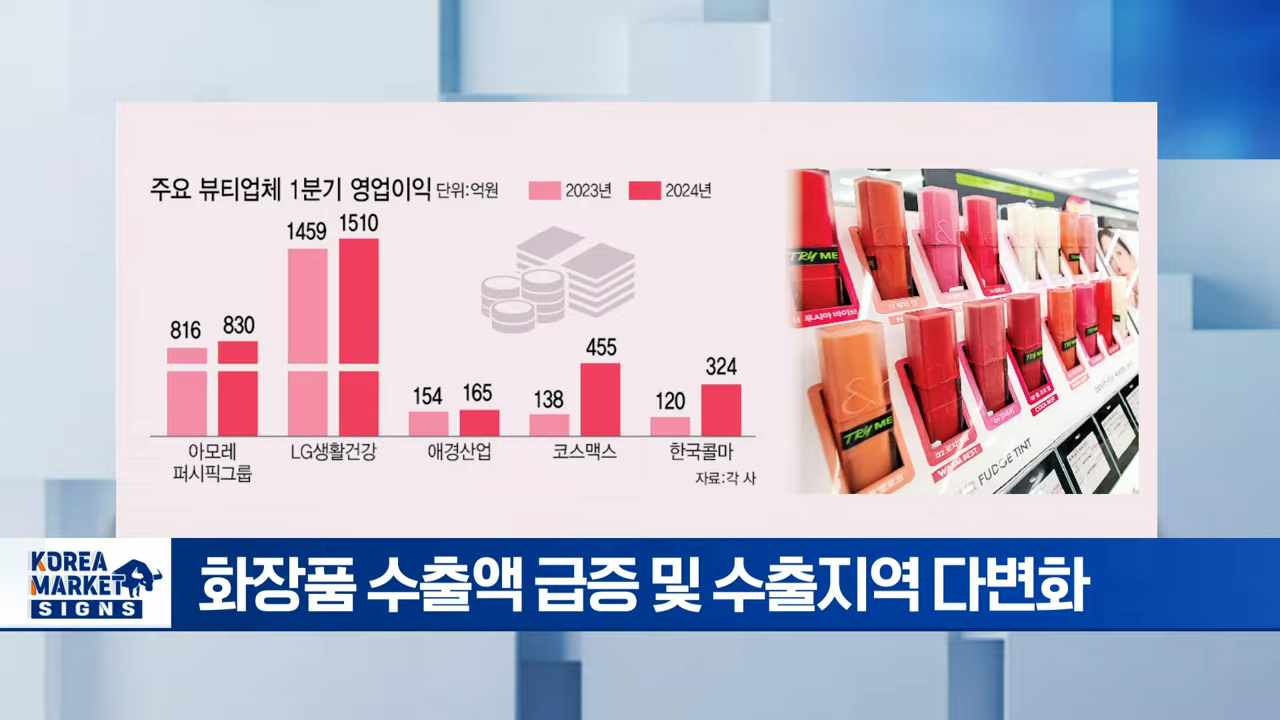 주요 뷰티업체 1분기 영업이익 단위:억원
2023년
2024년
816
830
1459
1510
154
165
138
455
120
324
아모레
퍼시픽그룹
LG생활건강
애경산업
코스맥스
한국콜마
자료:각 사
TRY ME
TRY ME
WARM BEST
FUDGE TINT
KOREA
MARKET
SIGNS
화장품 수출액 급증 및 수출지역 다변화